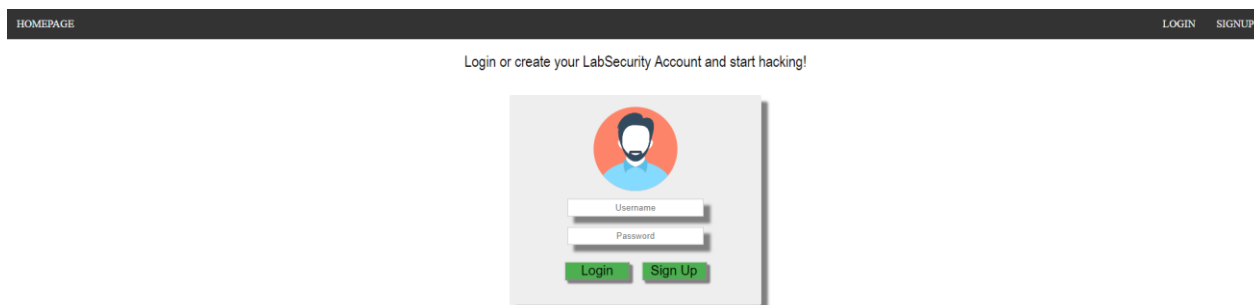 HOMEPAGE LOGIN SIGNUP
Login or create your LabSecurity Account and start hacking!
Username
Password
Login Sign Up